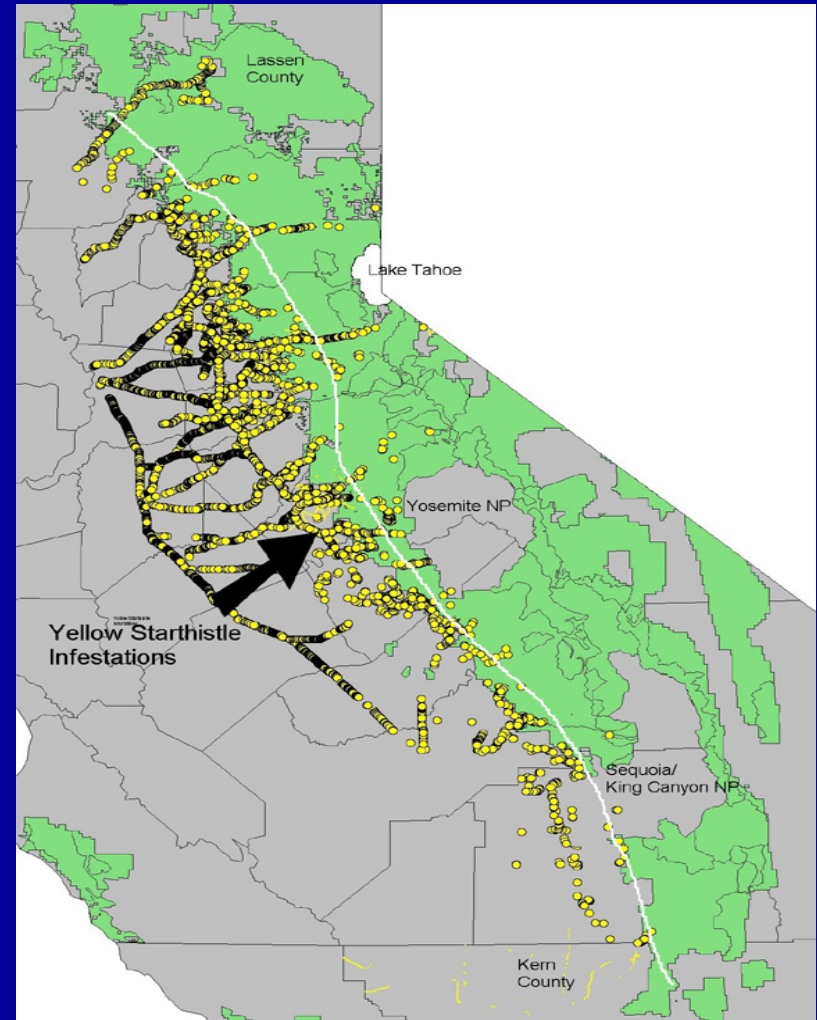 Lassen
County
Lake Tahoe
Yosemite NP
Yellow Starthistle
Infestations
Sequoia/
King Canyon NP
Kern
County